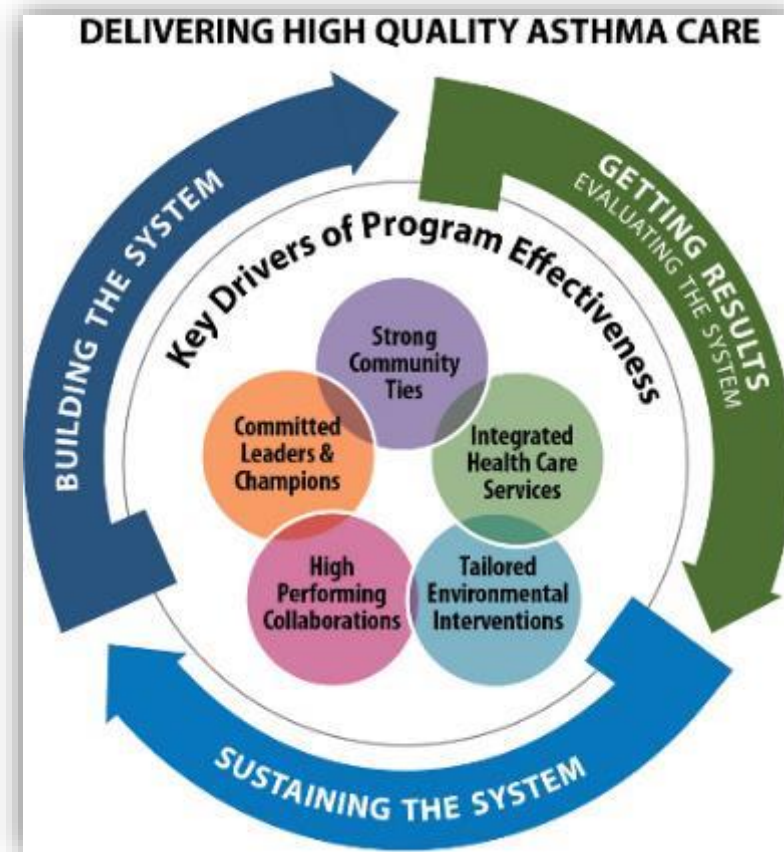 DELIVERING HIGH QUALITY ASTHMA CARE
BUILDING THE SYSTEM
GETTING RESULTS
EVALUATING THE SYSTEM
Key Drivers of Program Effectiveness
Strong
Community
Ties
Committed
Leaders &
Champions
Integrated
Health Care
Services
High
Performing
Collaborations
Tailored
Environmental
Interventions
SUSTAINING THE SYSTEM